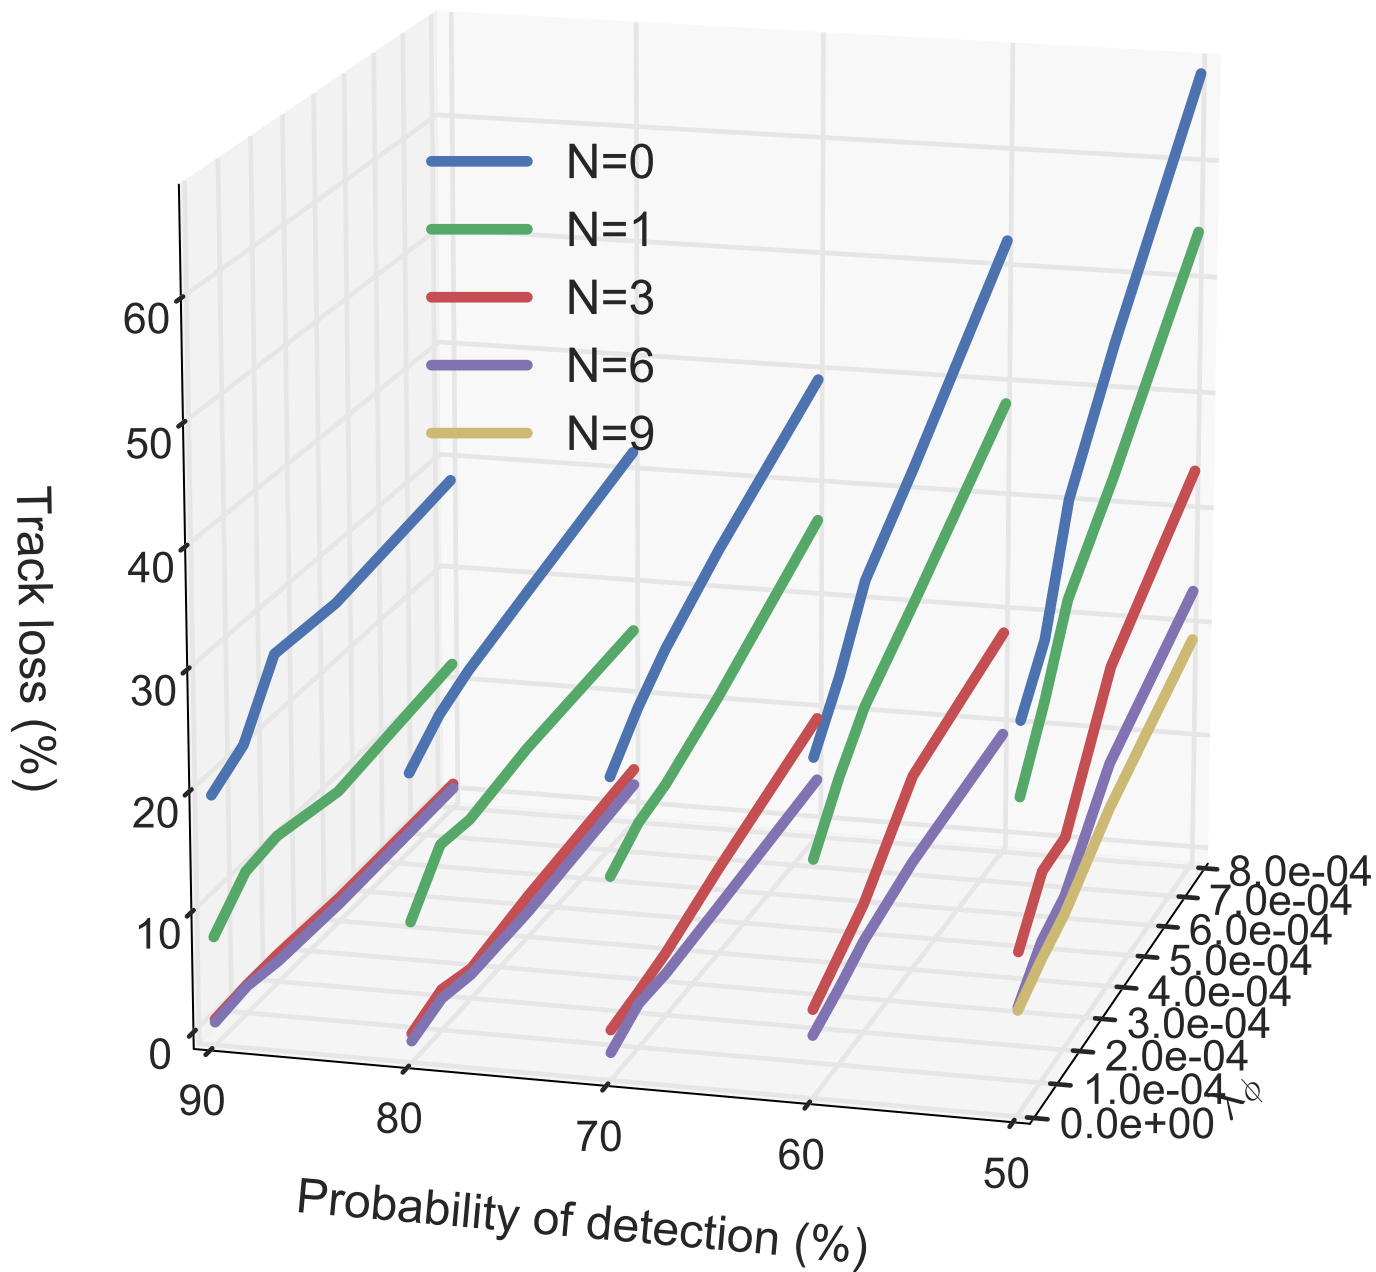 N=0
N=1
N=3
N=6
N=9
60
50
40
30
20
10
0
Track loss (%)
90
80
70
60
50
Probability of detection (%)
8.0e-04
7.0e-04
6.0e-04
5.0e-04
4.0e-04
3.0e-04
2.0e-04
1.0e-04
0.0e+00
λϕ